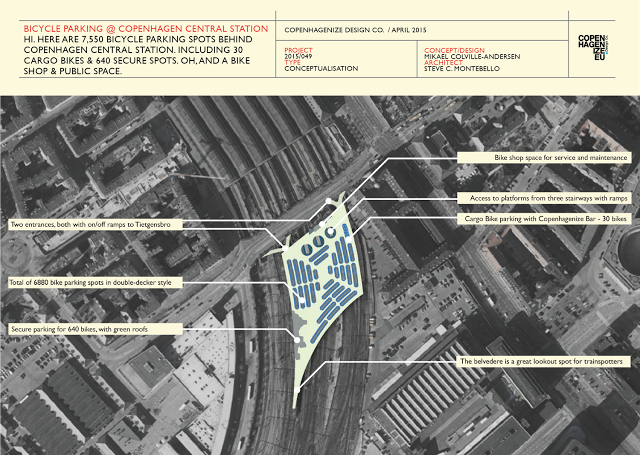 BICYCLE PARKING @ COPENHAGEN CENTRAL STATION
HI. HERE ARE 7,550 BICYCLE PARKING SPOTS BEHIND
COPENHAGEN CENTRAL STATION. INCLUDING 30
CARGO BIKES & 640 SECURE SPOTS. OH, AND A BIKE
SHOP & PUBLIC SPACE.
COPENHAGENIZE DESIGN CO. / APRIL 2015
PROJECT
2015/049
TYPE
CONCEPTUALISATION
CONCEPT/DESIGN
MIKAEL COLVILLE-ANDERSEN
ARCHITECT
STEVE C. MONTEBELLO
COPEN
HAGEN
IZE
EU
Bike shop space for service and maintenance
Access to platforms from three stairways with ramps
Cargo Bike parking with Copenhagenize Bar - 30 bikes
Two entrances, both with on/off ramps to Tietgensbro
Total of 6880 bike parking spots in double-decker style
Secure parking for 640 bikes, with green roofs
The belvedere is a great lookout spot for trainspotters